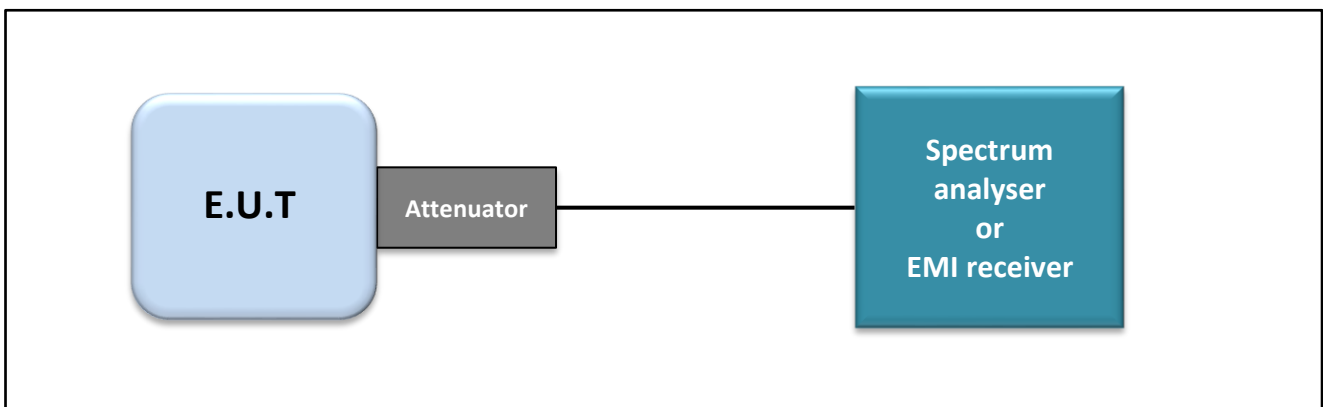 E.U.T
Attenuator
Spectrum
analyser
or
EMI receiver